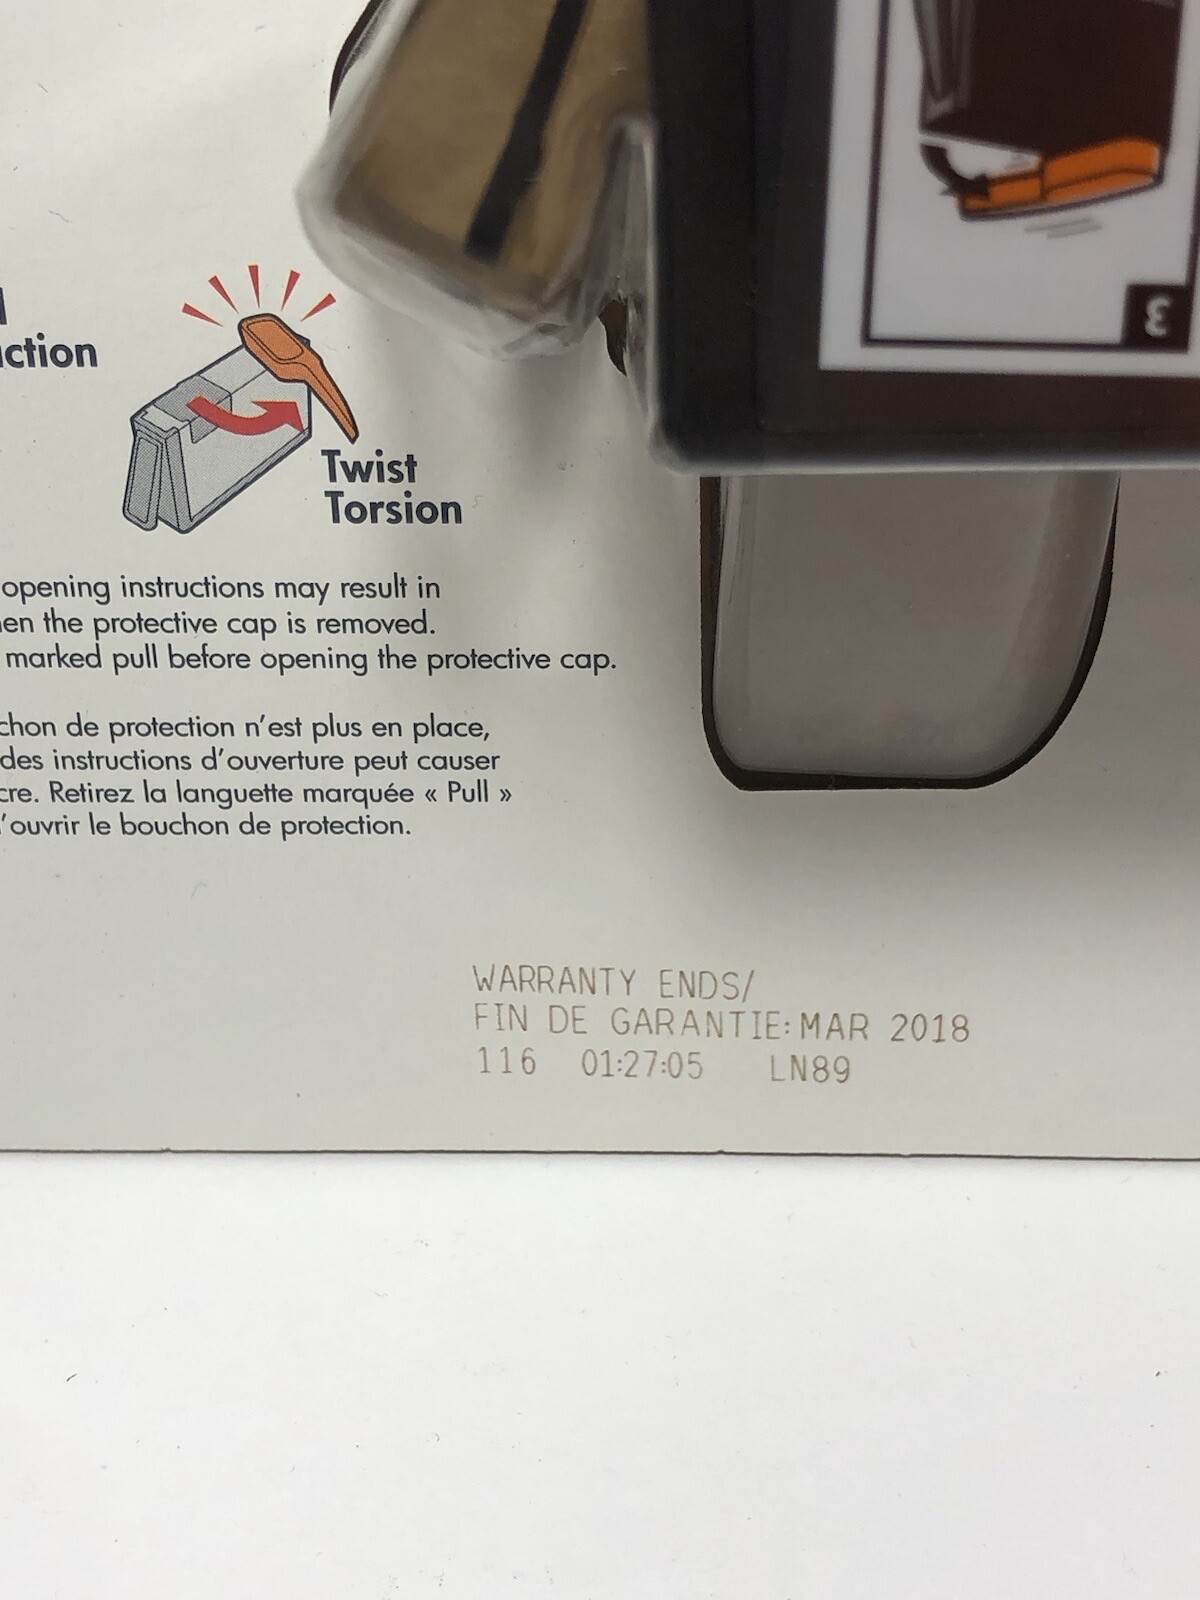 ction
Twist
Torsion
opening instructions may result in
en the protective cap is removed.
marked pull before opening the protective cap.
chon de protection n'est plus en place,
des instructions d'ouverture peut causer
cre. Retirez la languette marquée « Pull »
'ouvrir le bouchon de protection.
3
WARRANTY ENDS/
FIN DE GARANTIE: MAR 2018
116 01:27:05 LN89